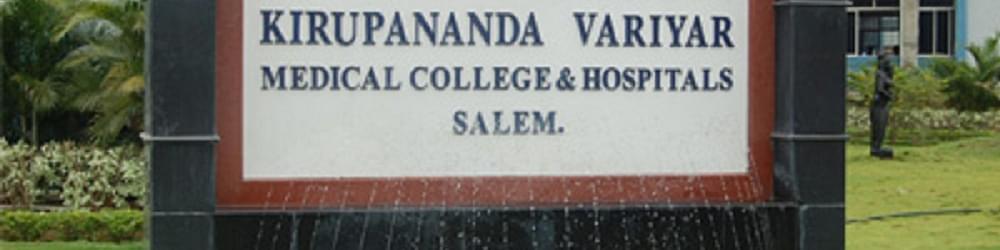 KIRUPANANDA VARIYAR
MEDICAL COLLEGE & HOSPITALS
SALEM.